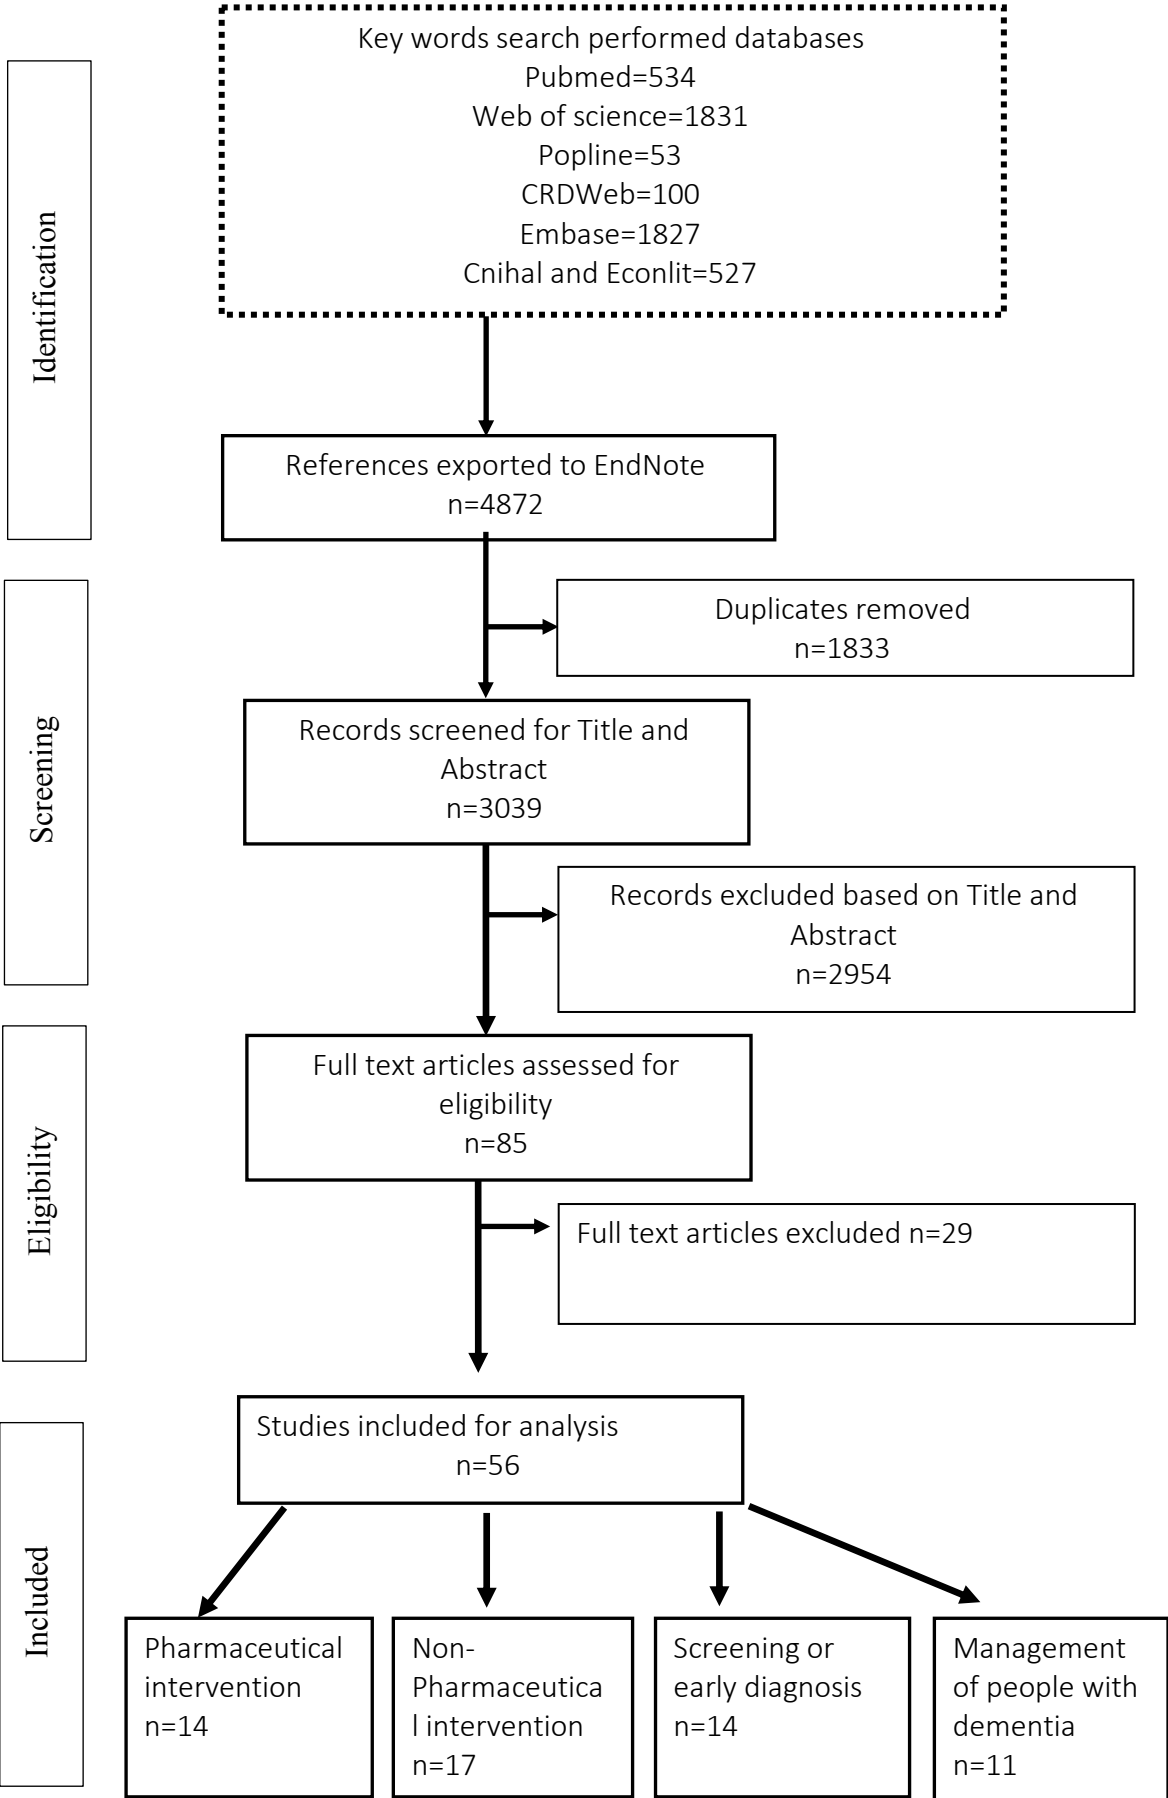 Identification
Key words search performed databases
Pubmed=534
Web of science=1831
Popline=53
CRDWeb=100
Embase=1827
Cnihal and Econlit=527
References exported to EndNote
n=4872
Screening
Duplicates removed
n=1833
Records screened for Title and
Abstract
n=3039
Records excluded based on Title and
Abstract
n=2954
Eligibility
Full text articles assessed for
eligibility
n=85
Full text articles excluded n=29
Included
Studies included for analysis
n=56
Pharmaceutical
intervention
n=14
Non-
Pharmaceutica
l intervention
n=17
Screening or
early diagnosis
n=14
Management
of people with
dementia
n=11